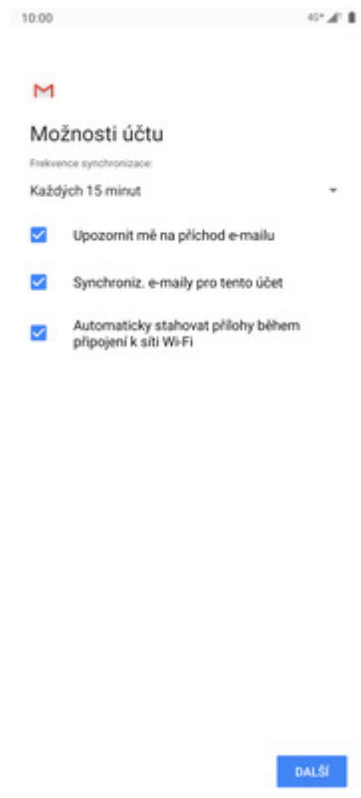 10:00
4G+
Možnosti účtu
Frekvence synchronizace:
Každých 15 minut
Upozornit mě na příchod e-mailu
Synchroniz. e-maily pro tento účet
Automaticky stahovat přílohy během
připojení k síti Wi-Fi
DALŠÍ